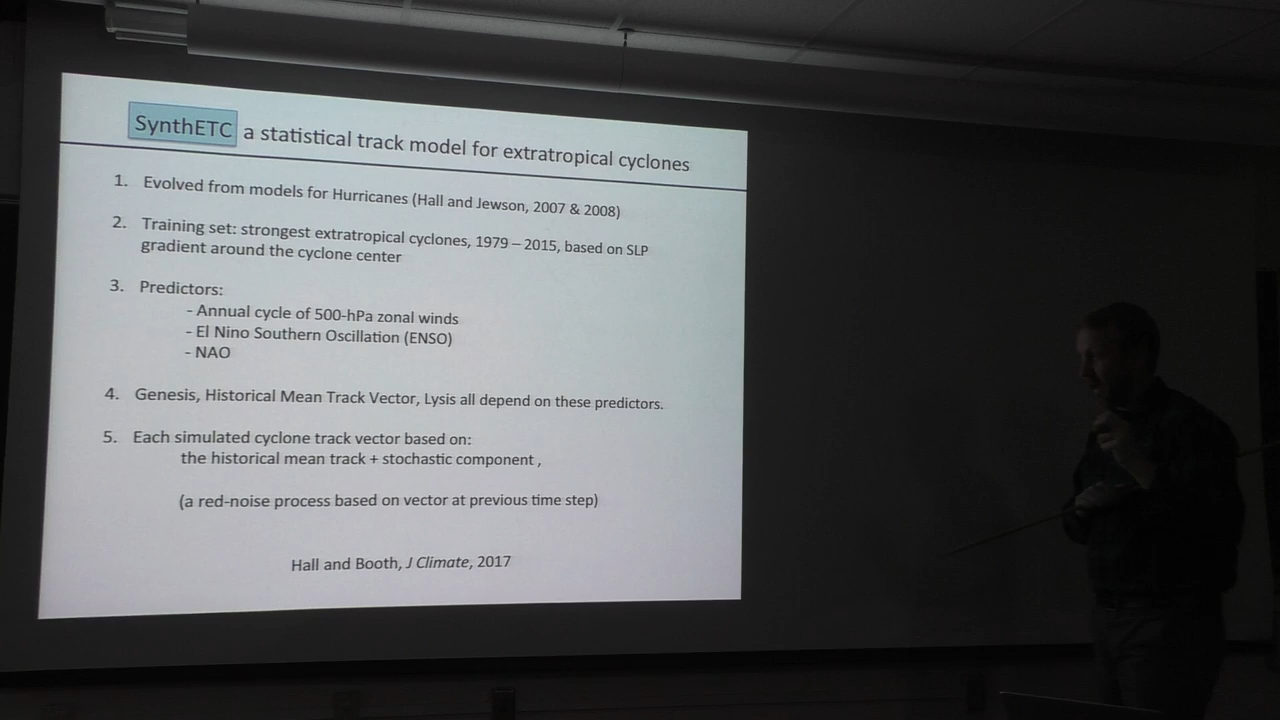 SynthETC a statistical track model for extratropical cyclones
1. Evolved from models for Hurricanes (Hall and Jewson, 2007 & 2008)
2. Training set: strongest extratropical cyclones, 1979 – 2015, based on SLP
gradient around the cyclone center
3. Predictors:
- Annual cycle of 500-hPa zonal winds
- El Nino Southern Oscillation (ENSO)
- NAO
4. Genesis, Historical Mean Track Vector, Lysis all depend on these predictors.
5. Each simulated cyclone track vector based on:
the historical mean track + stochastic component ,
(a red-noise process based on vector at previous time step)
Hall and Booth, J Climate, 2017